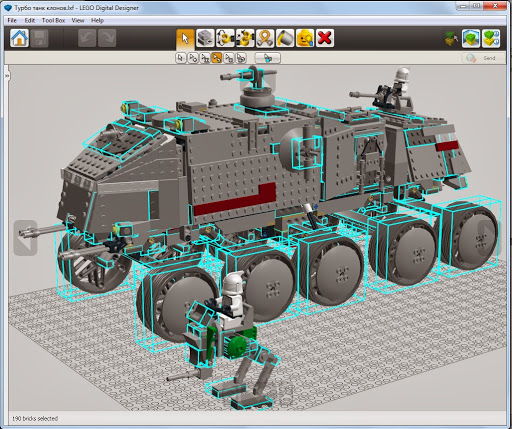 Турбо танк клонов.lxf - LEGO Digital Designer
File Edit Tool Box View Help
Send
190 bricks selected